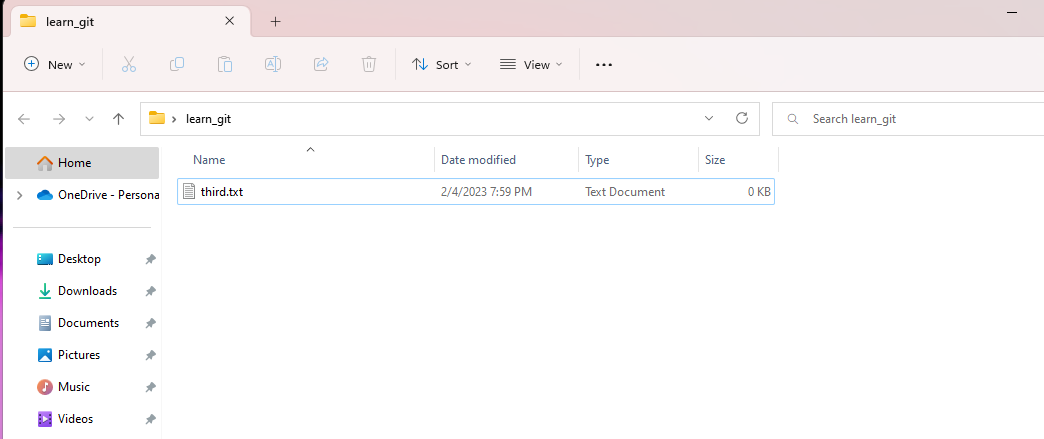 learn_git
New
Sort
View
learn_git
Search learn_git
Name Date modified Type Size
third.txt 2/4/2023 7:59 PM Text Document 0 KB
Home
OneDrive - Persona
Desktop
Downloads
Documents
Pictures
Music
Videos